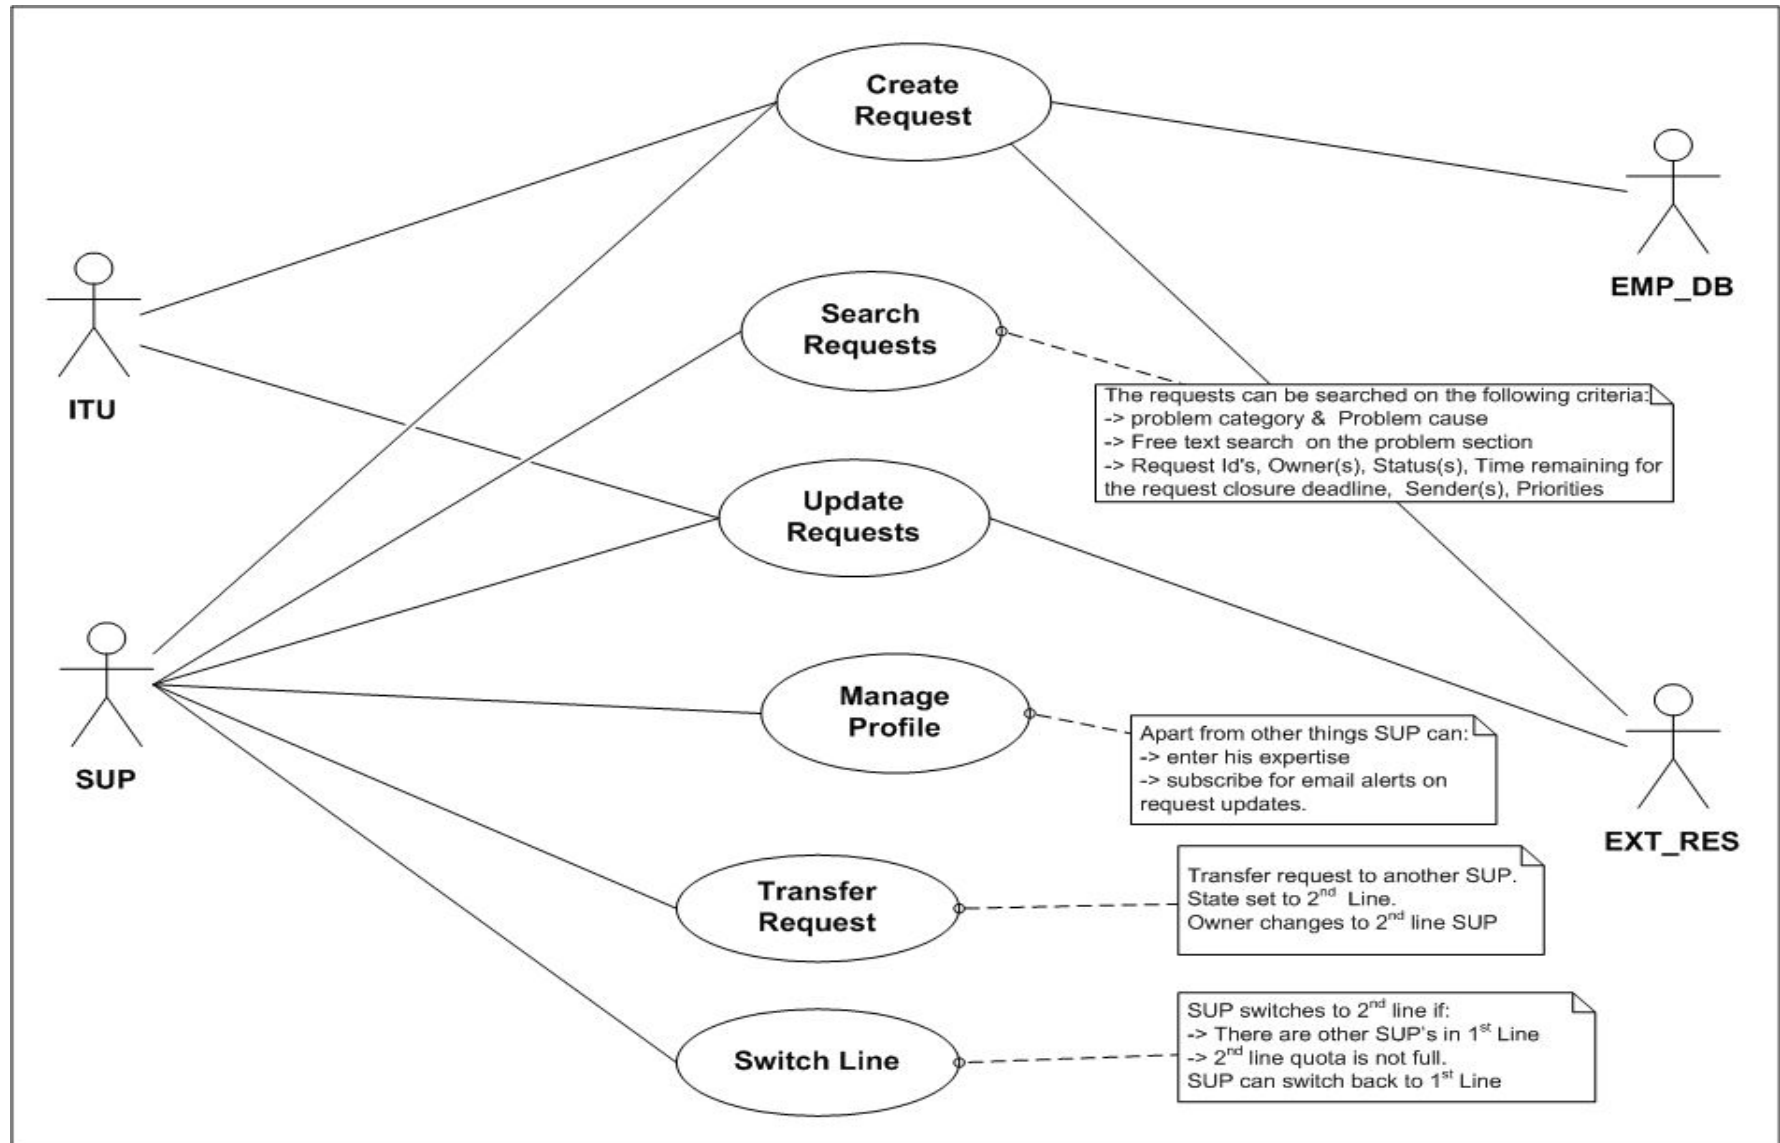 Create
Request
EMP_DB
ITU
Search
Requests
The requests can be searched on the following criteria:
-> problem category & Problem cause
-> Free text search on the problem section
-> Request Id's, Owner(s), Status(s), Time remaining for
the request closure deadline, Sender(s), Priorities
Update
Requests
SUP
Manage
Profile
Apart from other things SUP can:
-> enter his expertise
-> subscribe for email alerts on
request updates.
EXT_RES
Transfer
Request
Transfer request to another SUP.
State set to 2nd Line.
Owner changes to 2nd line SUP
Switch Line
SUP switches to 2nd line if:
-> There are other SUP's in 1st Line
-> 2nd line quota is not full.
SUP can switch back to 1st Line